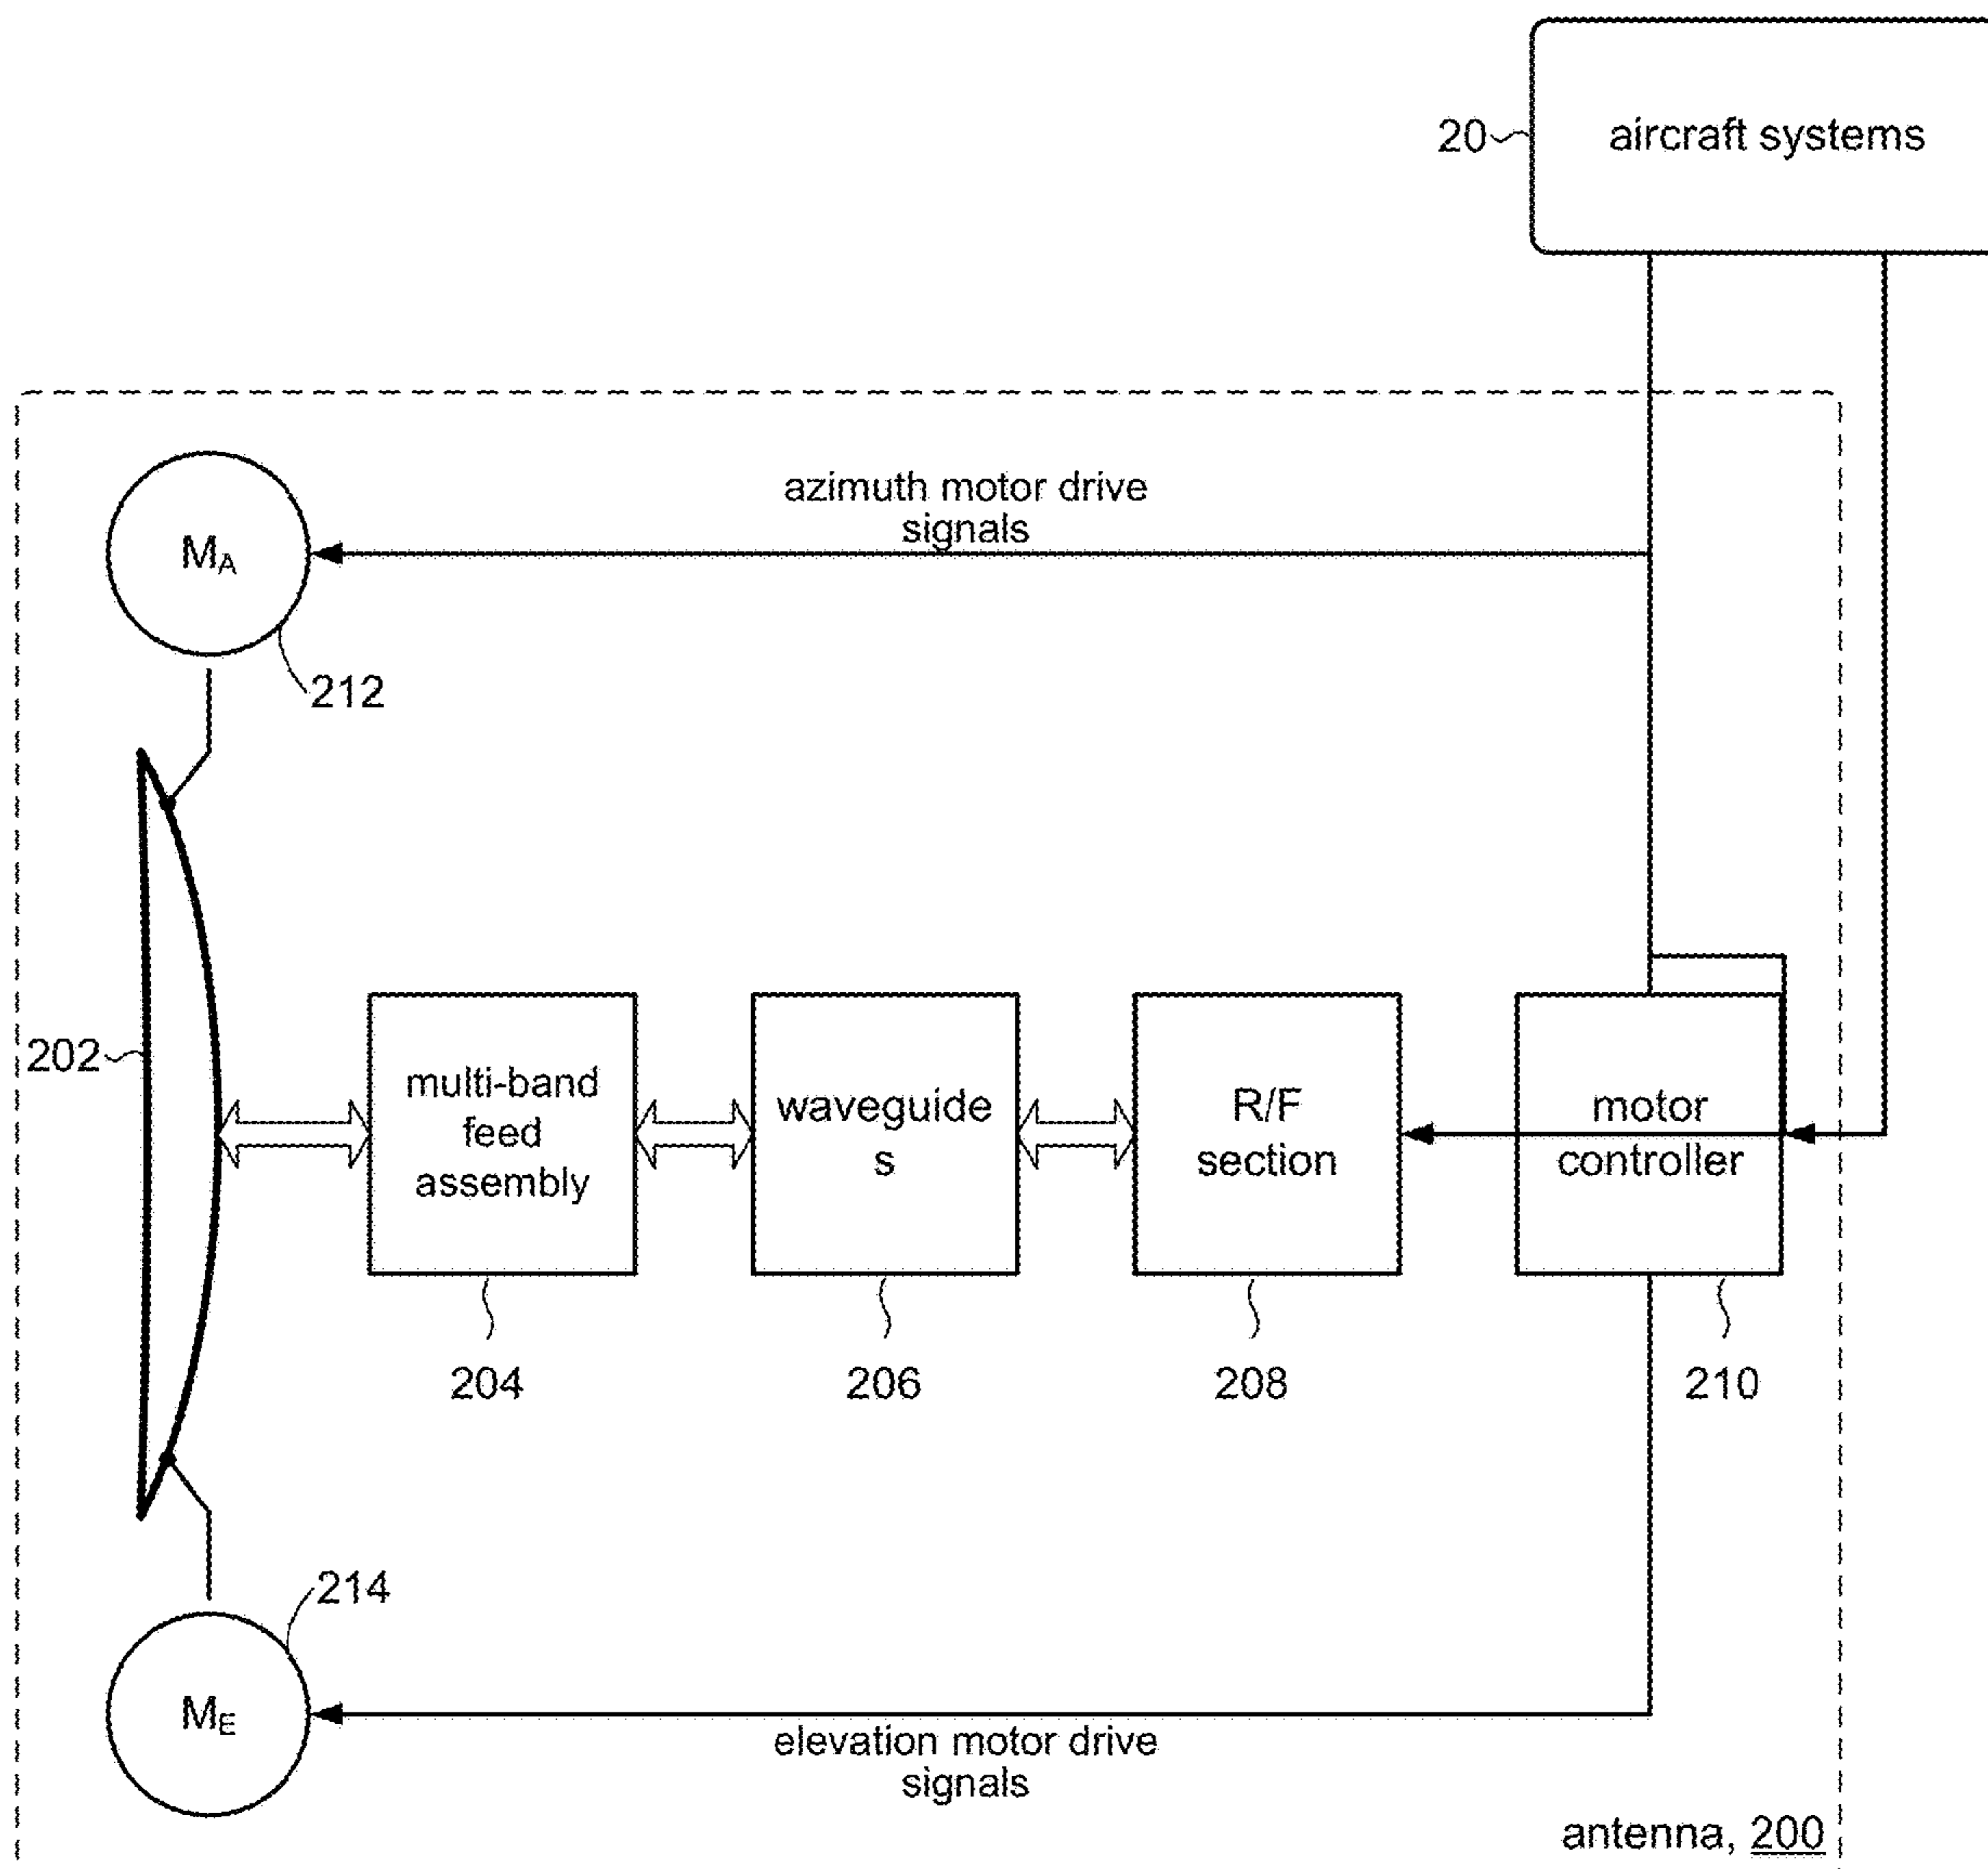 20
aircraft systems
azimuth motor drive
signals
MA
212
202
multi-band
feed
assembly
waveguide
s
R/F
section
motor
controller
204
206
208
210
214
ME
elevation motor drive
signals
antenna, 200